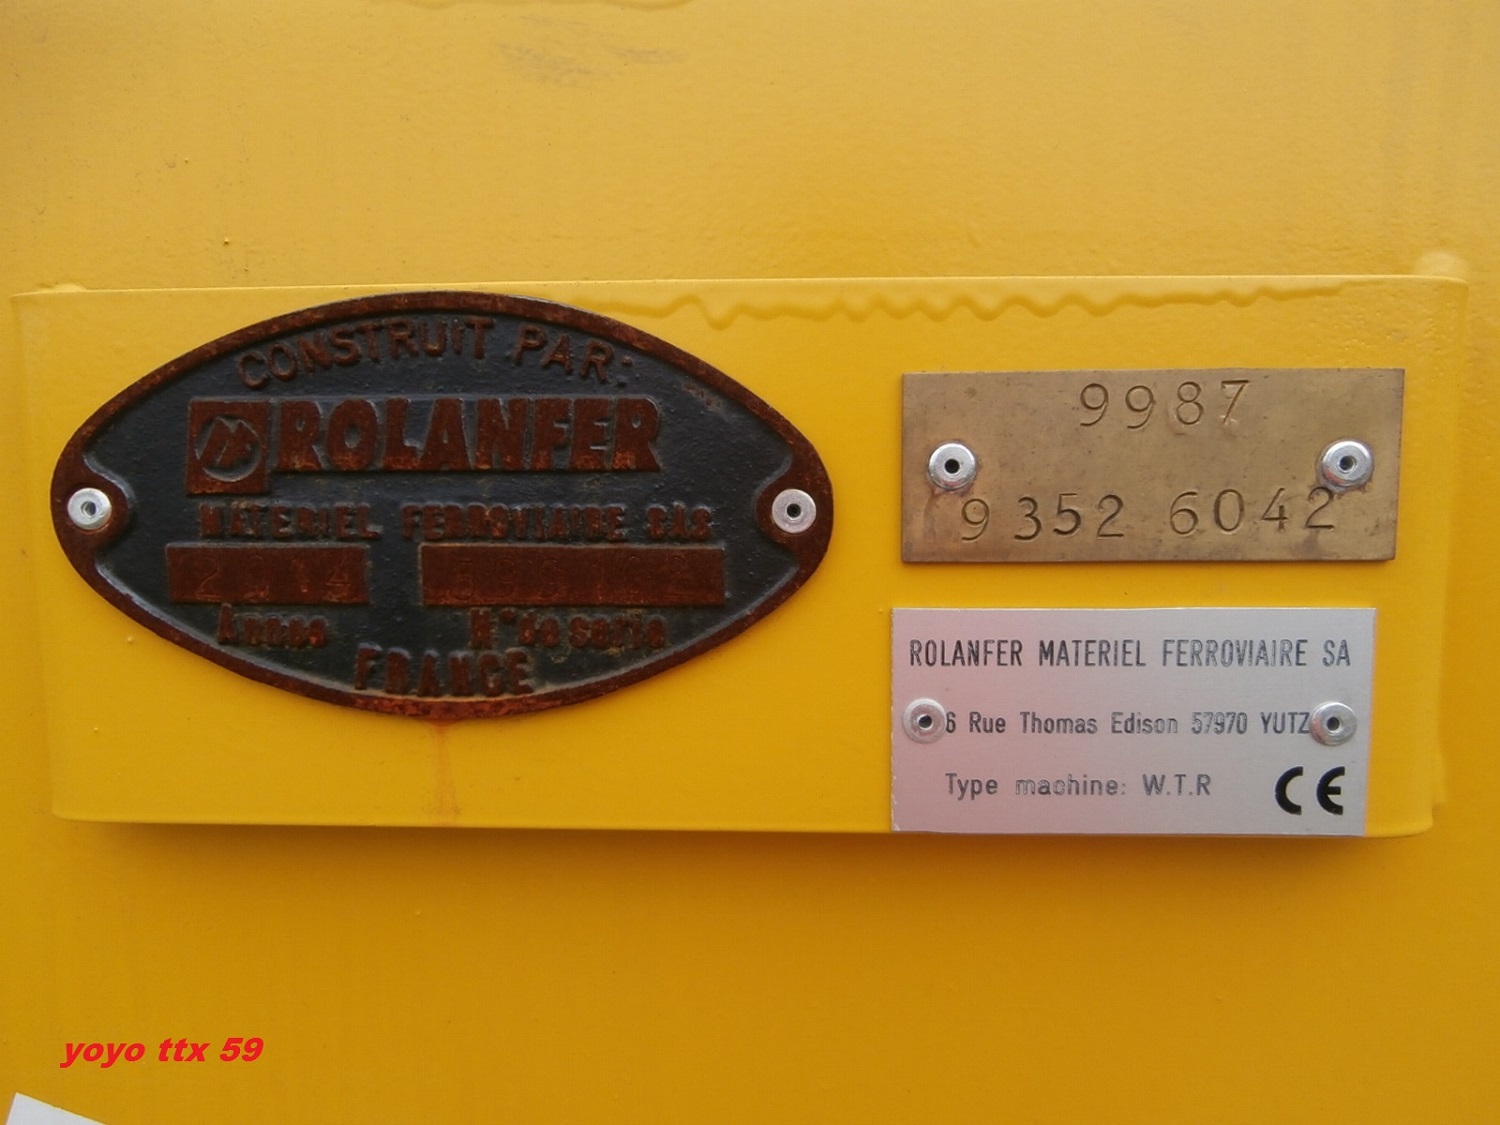 CONSTRUIT PAR:
ROLANFER
MATERIEL FERROVIAIRE SAS
2014
Année N° de série
FRANCE
9987
9 352 6042
ROLANFER MATERIEL FERROVIAIRE SA
6 Rue Thomas Edison 57970 YUTZ
Type machine: W.T.R
CE
yoyo ttx 59